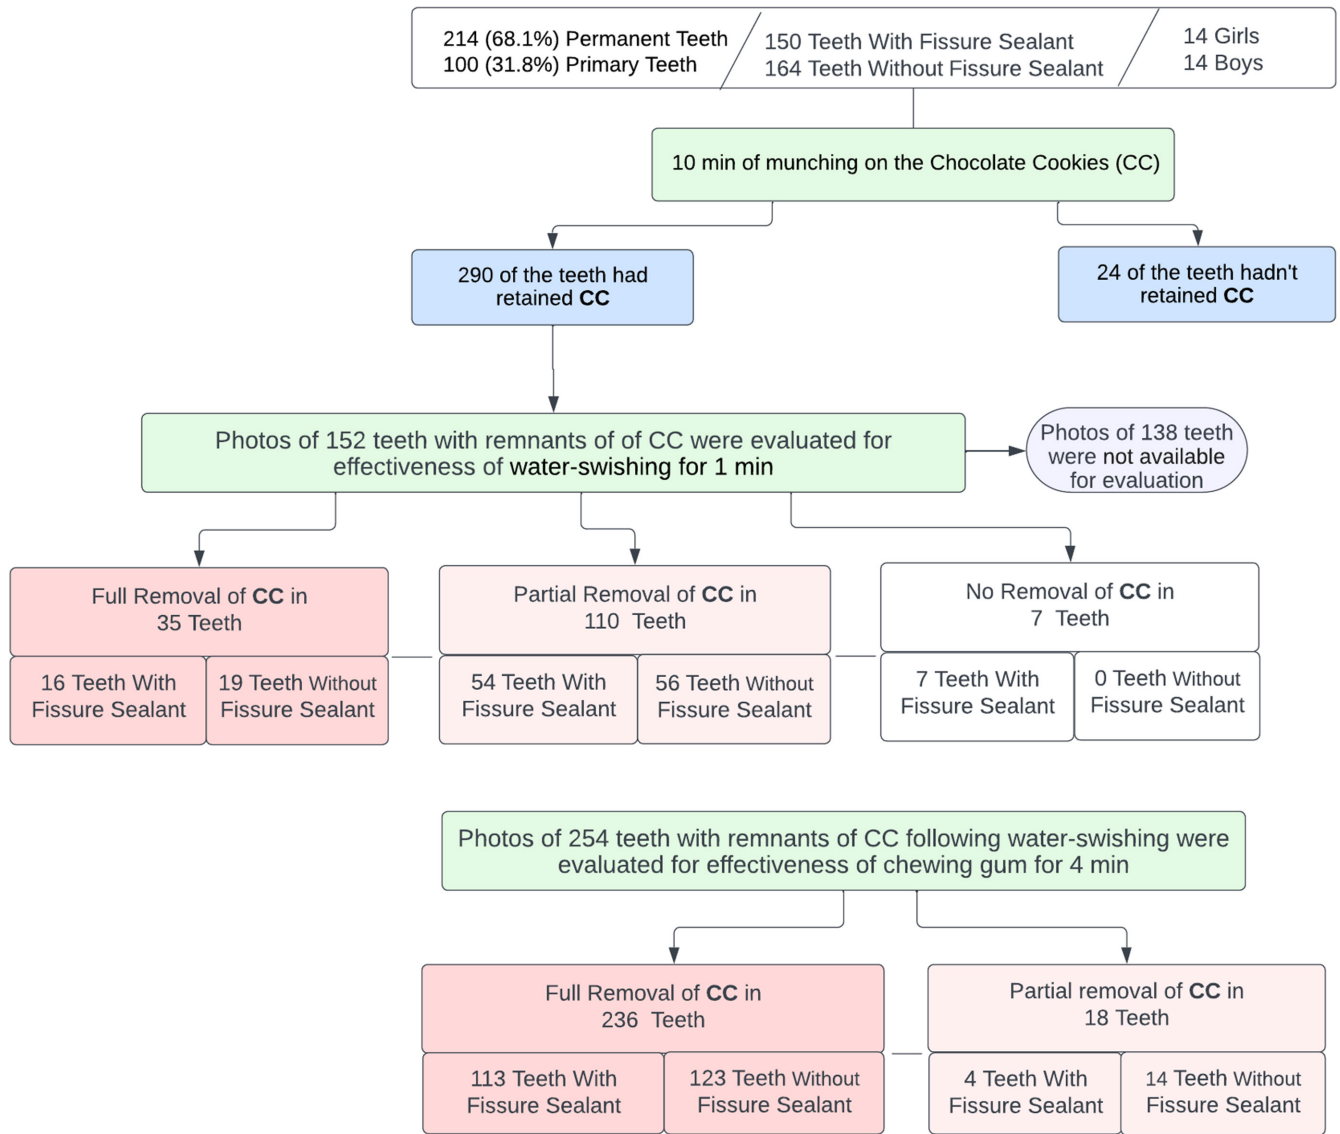 214 (68.1%) Permanent Teeth
100 (31.8%) Primary Teeth
150 Teeth With Fissure Sealant
164 Teeth Without Fissure Sealant
14 Girls
14 Boys
10 min of munching on the Chocolate Cookies (CC)
290 of the teeth had
retained CC
24 of the teeth hadn't
retained CC
Photos of 152 teeth with remnants of of CC were evaluated for
effectiveness of water-swishing for 1 min
Photos of 138 teeth
were not available
for evaluation
Full Removal of CC in
35 Teeth
16 Teeth With
Fissure Sealant
19 Teeth Without
Fissure Sealant
Partial Removal of CC in
110 Teeth
54 Teeth With
Fissure Sealant
56 Teeth Without
Fissure Sealant
No Removal of CC in
7 Teeth
7 Teeth With
Fissure Sealant
0 Teeth Without
Fissure Sealant
Photos of 254 teeth with remnants of CC following water-swishing were
evaluated for effectiveness of chewing gum for 4 min
Full Removal of CC in
236 Teeth
113 Teeth With
Fissure Sealant
123 Teeth Without
Fissure Sealant
Partial removal of CC in
18 Teeth
4 Teeth With
Fissure Sealant
14 Teeth Without
Fissure Sealant